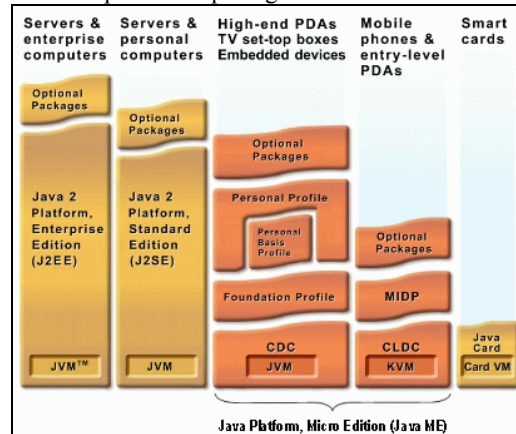 Servers &
enterprise
computers
Servers &
personal
computers
High-end PDAs
TV set-top boxes
Embedded devices
Mobile
phones &
entry-level
PDAs
Smart
cards
Optional
Packages
Java 2
Platform,
Enterprise
Edition
(J2EE)
JVM™
Optional
Packages
Java 2
Platform,
Standard
Edition
(J2SE)
JVM
Optional
Packages
Personal Profile
Personal
Basis
Profile
Foundation Profile
CDC
JVM
Optional
Packages
MIDP
CLDC
KVM
Java
Card
Card VM
Java Platform, Micro Edition (Java ME)